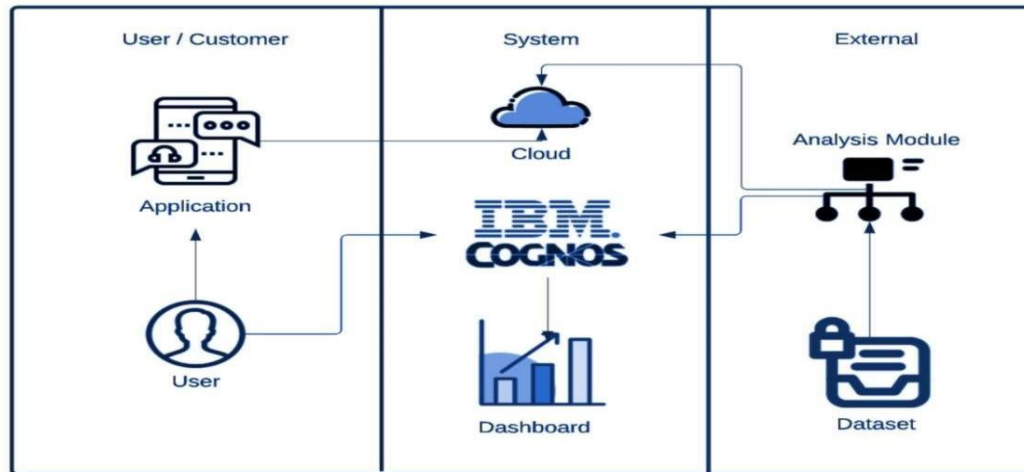 User / Customer
System
External
Cloud
Analysis Module
Application
IBM.
COGNOS
User
Dashboard
Dataset